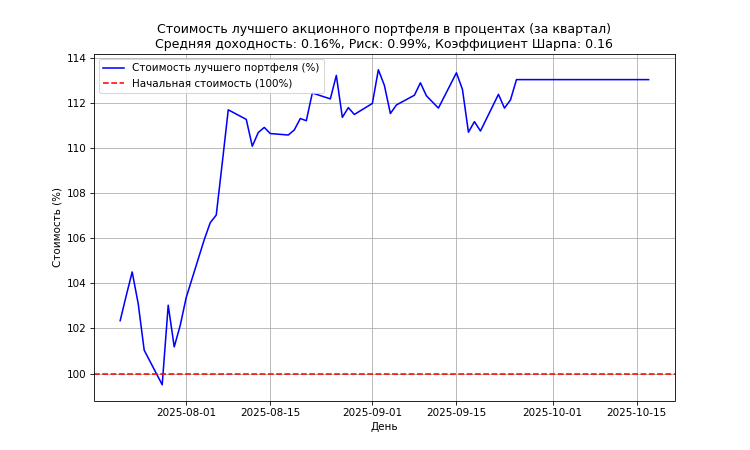 Стоимость лучшего акционного портфеля в процентах (за квартал)
Средняя доходность: 0.16%, Риск: 0.99%, Коэффициент Шарпа: 0.16
Стоимость лучшего портфеля (%)
Начальная стоимость (100%)
Стоимость (%)
114
112
110
108
106
104
102
100
2025-08-01
2025-08-15
2025-09-01
2025-09-15
2025-10-01
2025-10-15
День